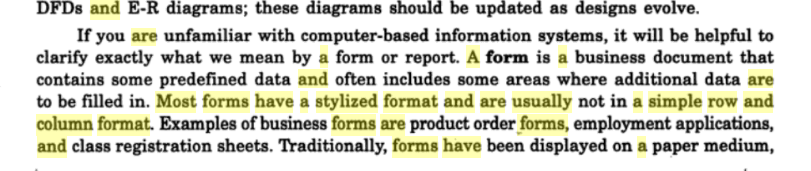 DFDs and E-R diagrams; these diagrams should be updated as designs evolve.
If you are unfamiliar with computer-based information systems, it will be helpful to
clarify exactly what we mean by a form or report. A form is a business document that
contains some predefined data and often includes some areas where additional data are
to be filled in. Most forms have a stylized format and are usually not in a simple row and
column format. Examples of business forms are product order forms, employment applications,
and class registration sheets. Traditionally, forms have been displayed on a paper medium,